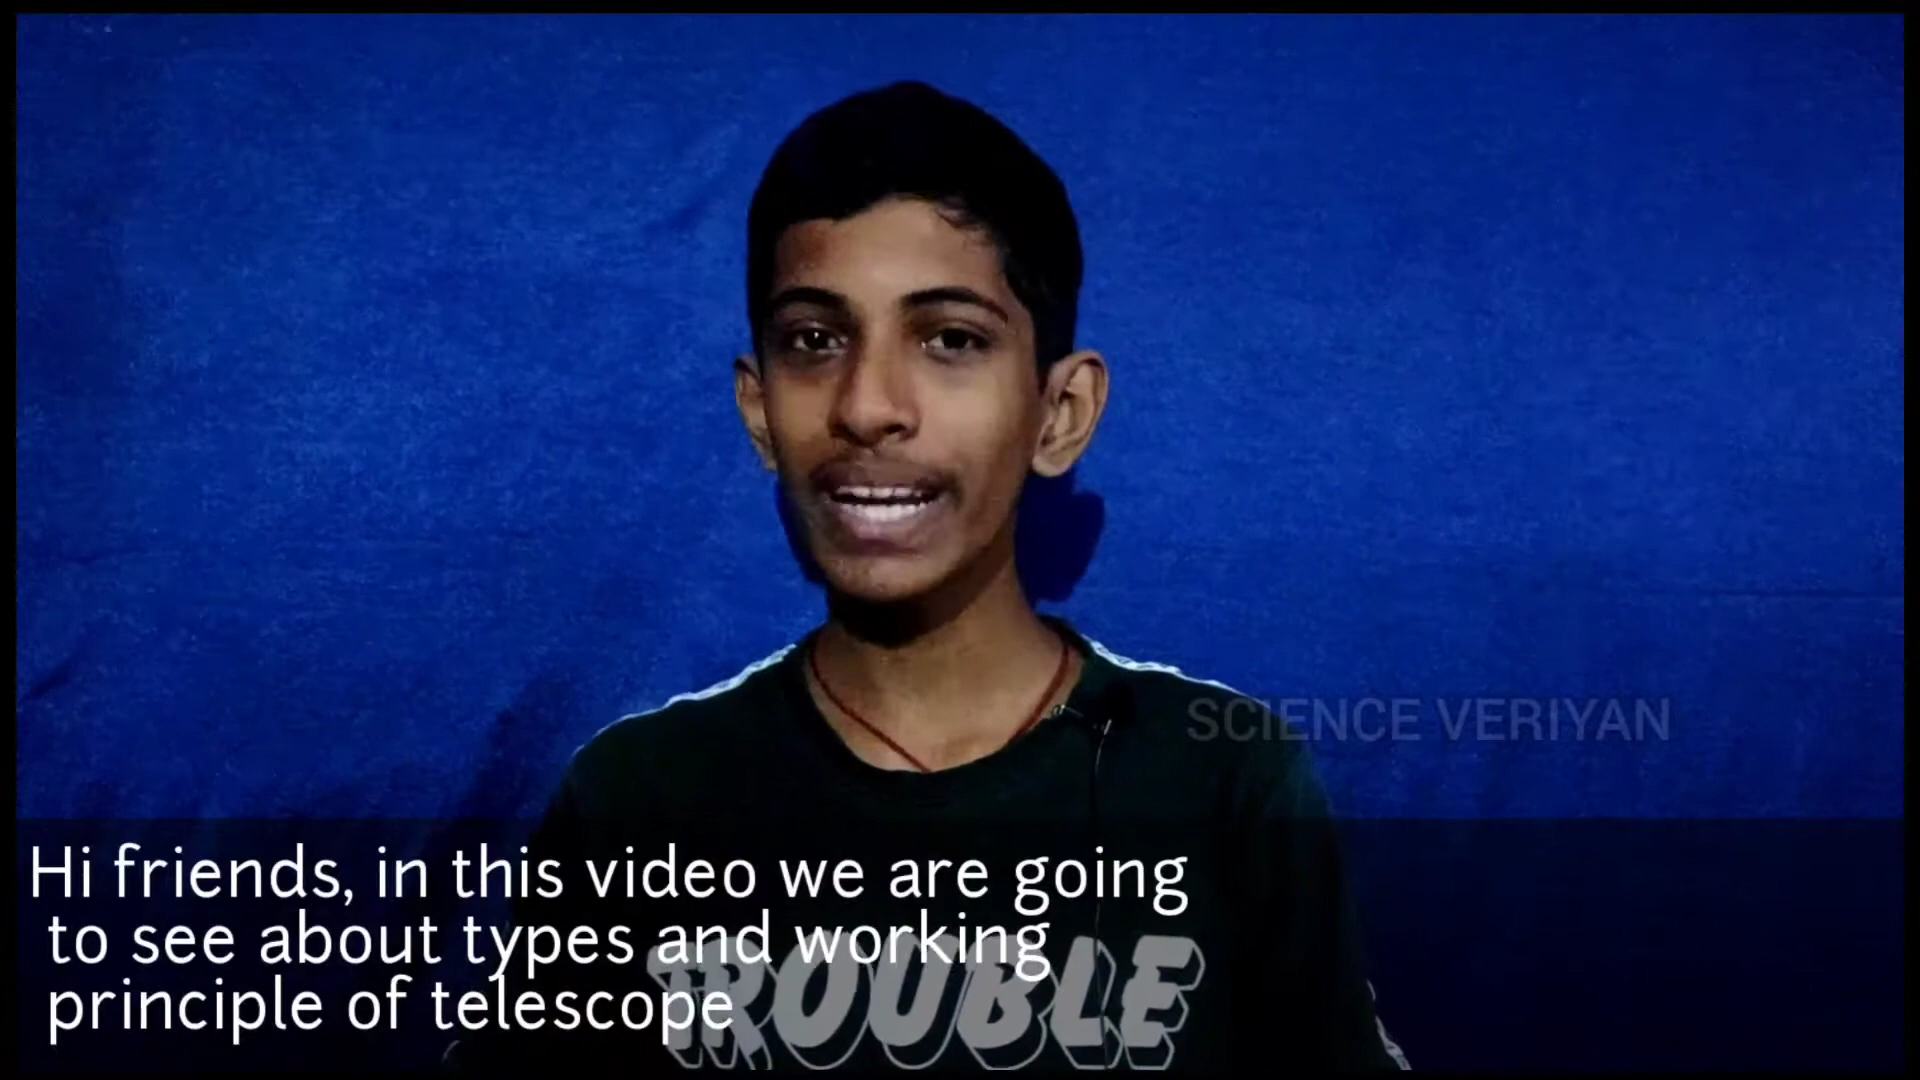 SCIENCE VERIYAN
Hi friends, in this video we are going
to see about types and working
principle of telescope
TROUBLE